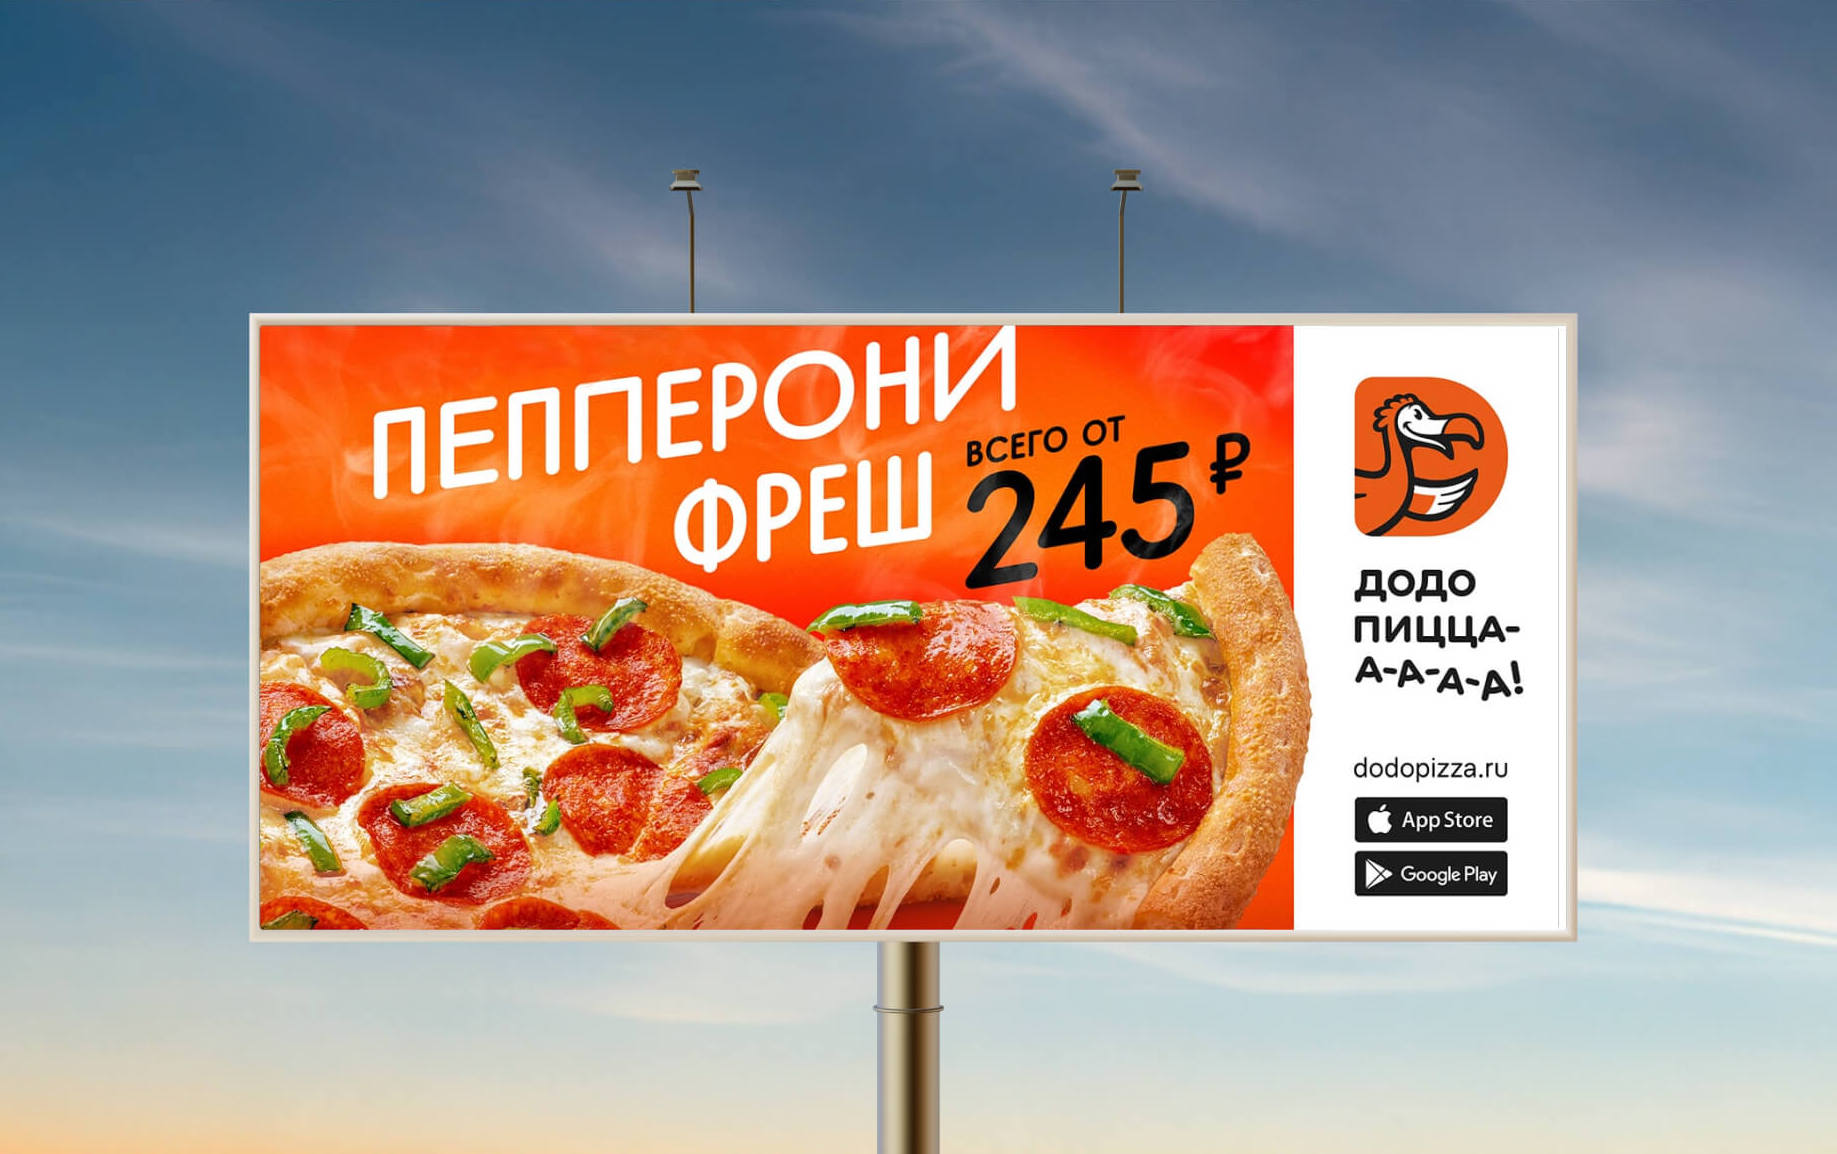 ПЕППЕРОНИ
ФРЕШ
ВСЕГО ОТ
245 ₽
ДОДО
ПИЦЦА-
А-А-А-А!
dodopizza.ru
App Store
Google Play